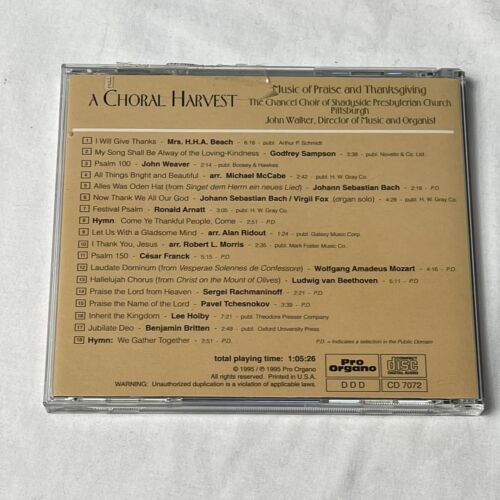 A CHORAL HARVEST
Music of Praise and Thanksgiving
The Chancel Choir of Shadyside Presbyterian Church
Pittsburgh
John Walker, Director of Music and Organist
1 I Will Give Thanks - Mrs. H.H.A. Beach - 6:16 - publ. Arthur P. Schmidt
2 My Song Shall Be Alway of the Loving-Kindness - Godfrey Sampson - 3:38 - publ. Novello & Co. Ltd.
3 Psalm 100 - John Weaver - 2:14 - publ. Boosey & Hawkes
4 All Things Bright and Beautiful - arr. Michael McCabe - 2:42 - publ. H. W. Gray Co.
5 Alles Was Oden Hat (from Singet dem Herrn ein neues Lied) - Johann Sebastian Bach - 2:18 - P.D.
6 Now Thank We All Our God - Johann Sebastian Bach / Virgil Fox (organ solo) - 4:28 - publ. H. W. Gray Co.
7 Festival Psalm - Ronald Arnatt - publ. H. W. Gray Co.
8 Hymn: Come Ye Thankful People, Come - 2:51 - P.D.
9 Let Us With a Gladsome Mind - arr. Alan Ridout - 1:24 - publ. Galaxy Music Corp.
10 I Thank You, Jesus - arr. Robert L. Morris - 2:35 - publ. Mark Foster Music Co.
11 Psalm 150 - César Franck - 5:15 - P.D.
12 Laudate Dominum (from Vesperae Solennes de Confessore) - Wolfgang Amadeus Mozart - 4:16 - P.D.
13 Hallelujah Chorus (from Christ on the Mount of Olives) - Ludwig van Beethoven - 5:11 - P.D.
14 Praise the Lord from Heaven - Sergei Rachmaninoff - 2:21 - P.D.
15 Praise the Name of the Lord - Pavel Tchesnokov - 3:39 - P.D.
16 Inherit the Kingdom - Lee Hoiby - 7:21 - publ. Theodore Presser Company
17 Jubilate Deo - Benjamin Britten - 2:49 - publ. Oxford University Press
18 Hymn: We Gather Together - 2:51 - P.D.
P.D. = Indicates a selection in the Public Domain
total playing time: 1:05:26
© 1995 / ℗ 1995 Pro Organo
All rights reserved. Printed in U.S.A.
WARNING: Unauthorized duplication is a violation of applicable laws.
Pro Organo
DDD
COMPACT disc DIGITAL AUDIO
CD 7072